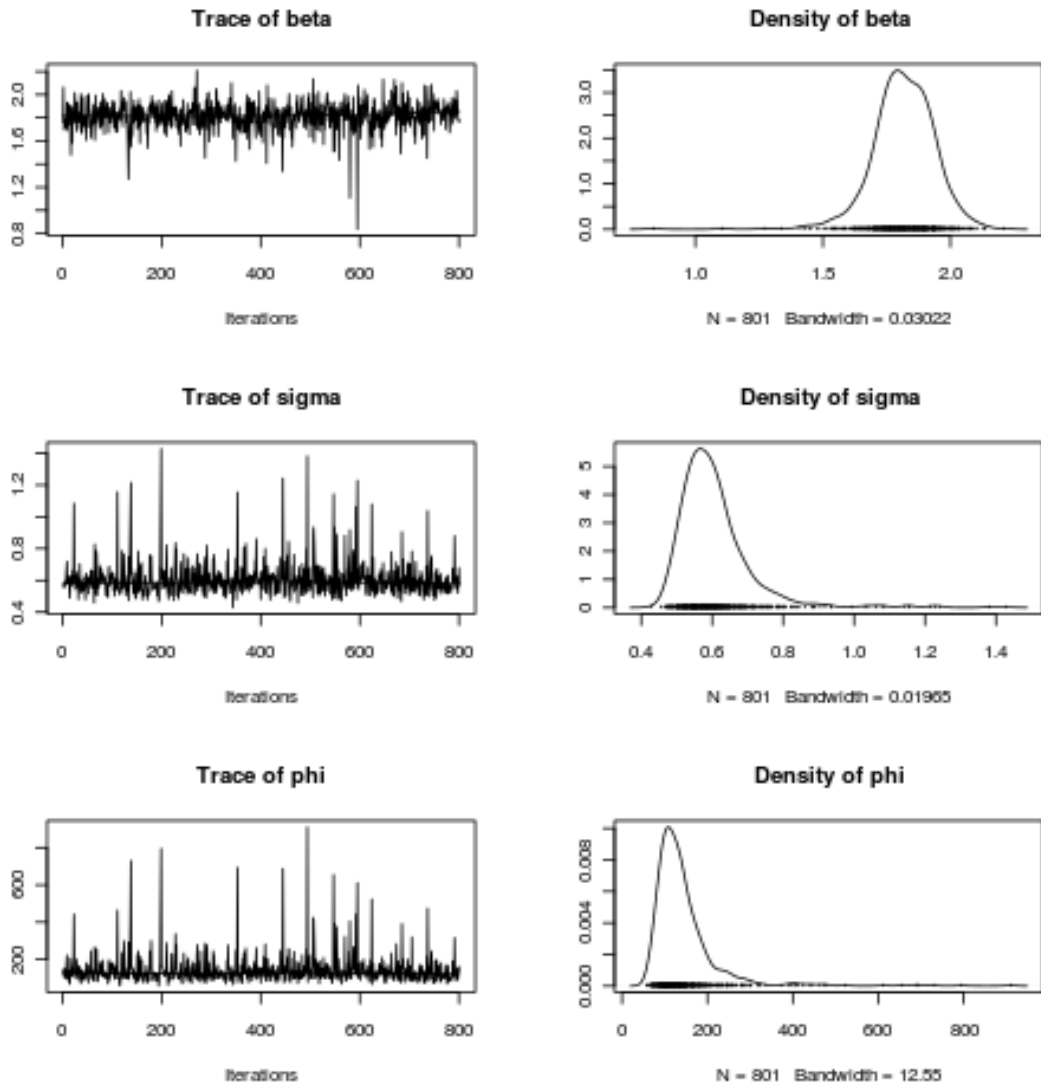 Trace of beta
0.8 1.2 1.6 2.0
0 200 400 600 800
Iterations
Density of beta
0.0 1.0 2.0 3.0
1.0 1.5 2.0
N = 801 Bandwidth = 0.03022
Trace of sigma
0.4 0.8 1.2
0 200 400 600 800
Iterations
Density of sigma
0 1 2 3 4 5
0.4 0.6 0.8 1.0 1.2 1.4
N = 801 Bandwidth = 0.01965
Trace of phi
200 600
0 200 400 600 800
Iterations
Density of phi
0.000 0.004 0.008
0 200 400 600 800
N = 801 Bandwidth = 12.55